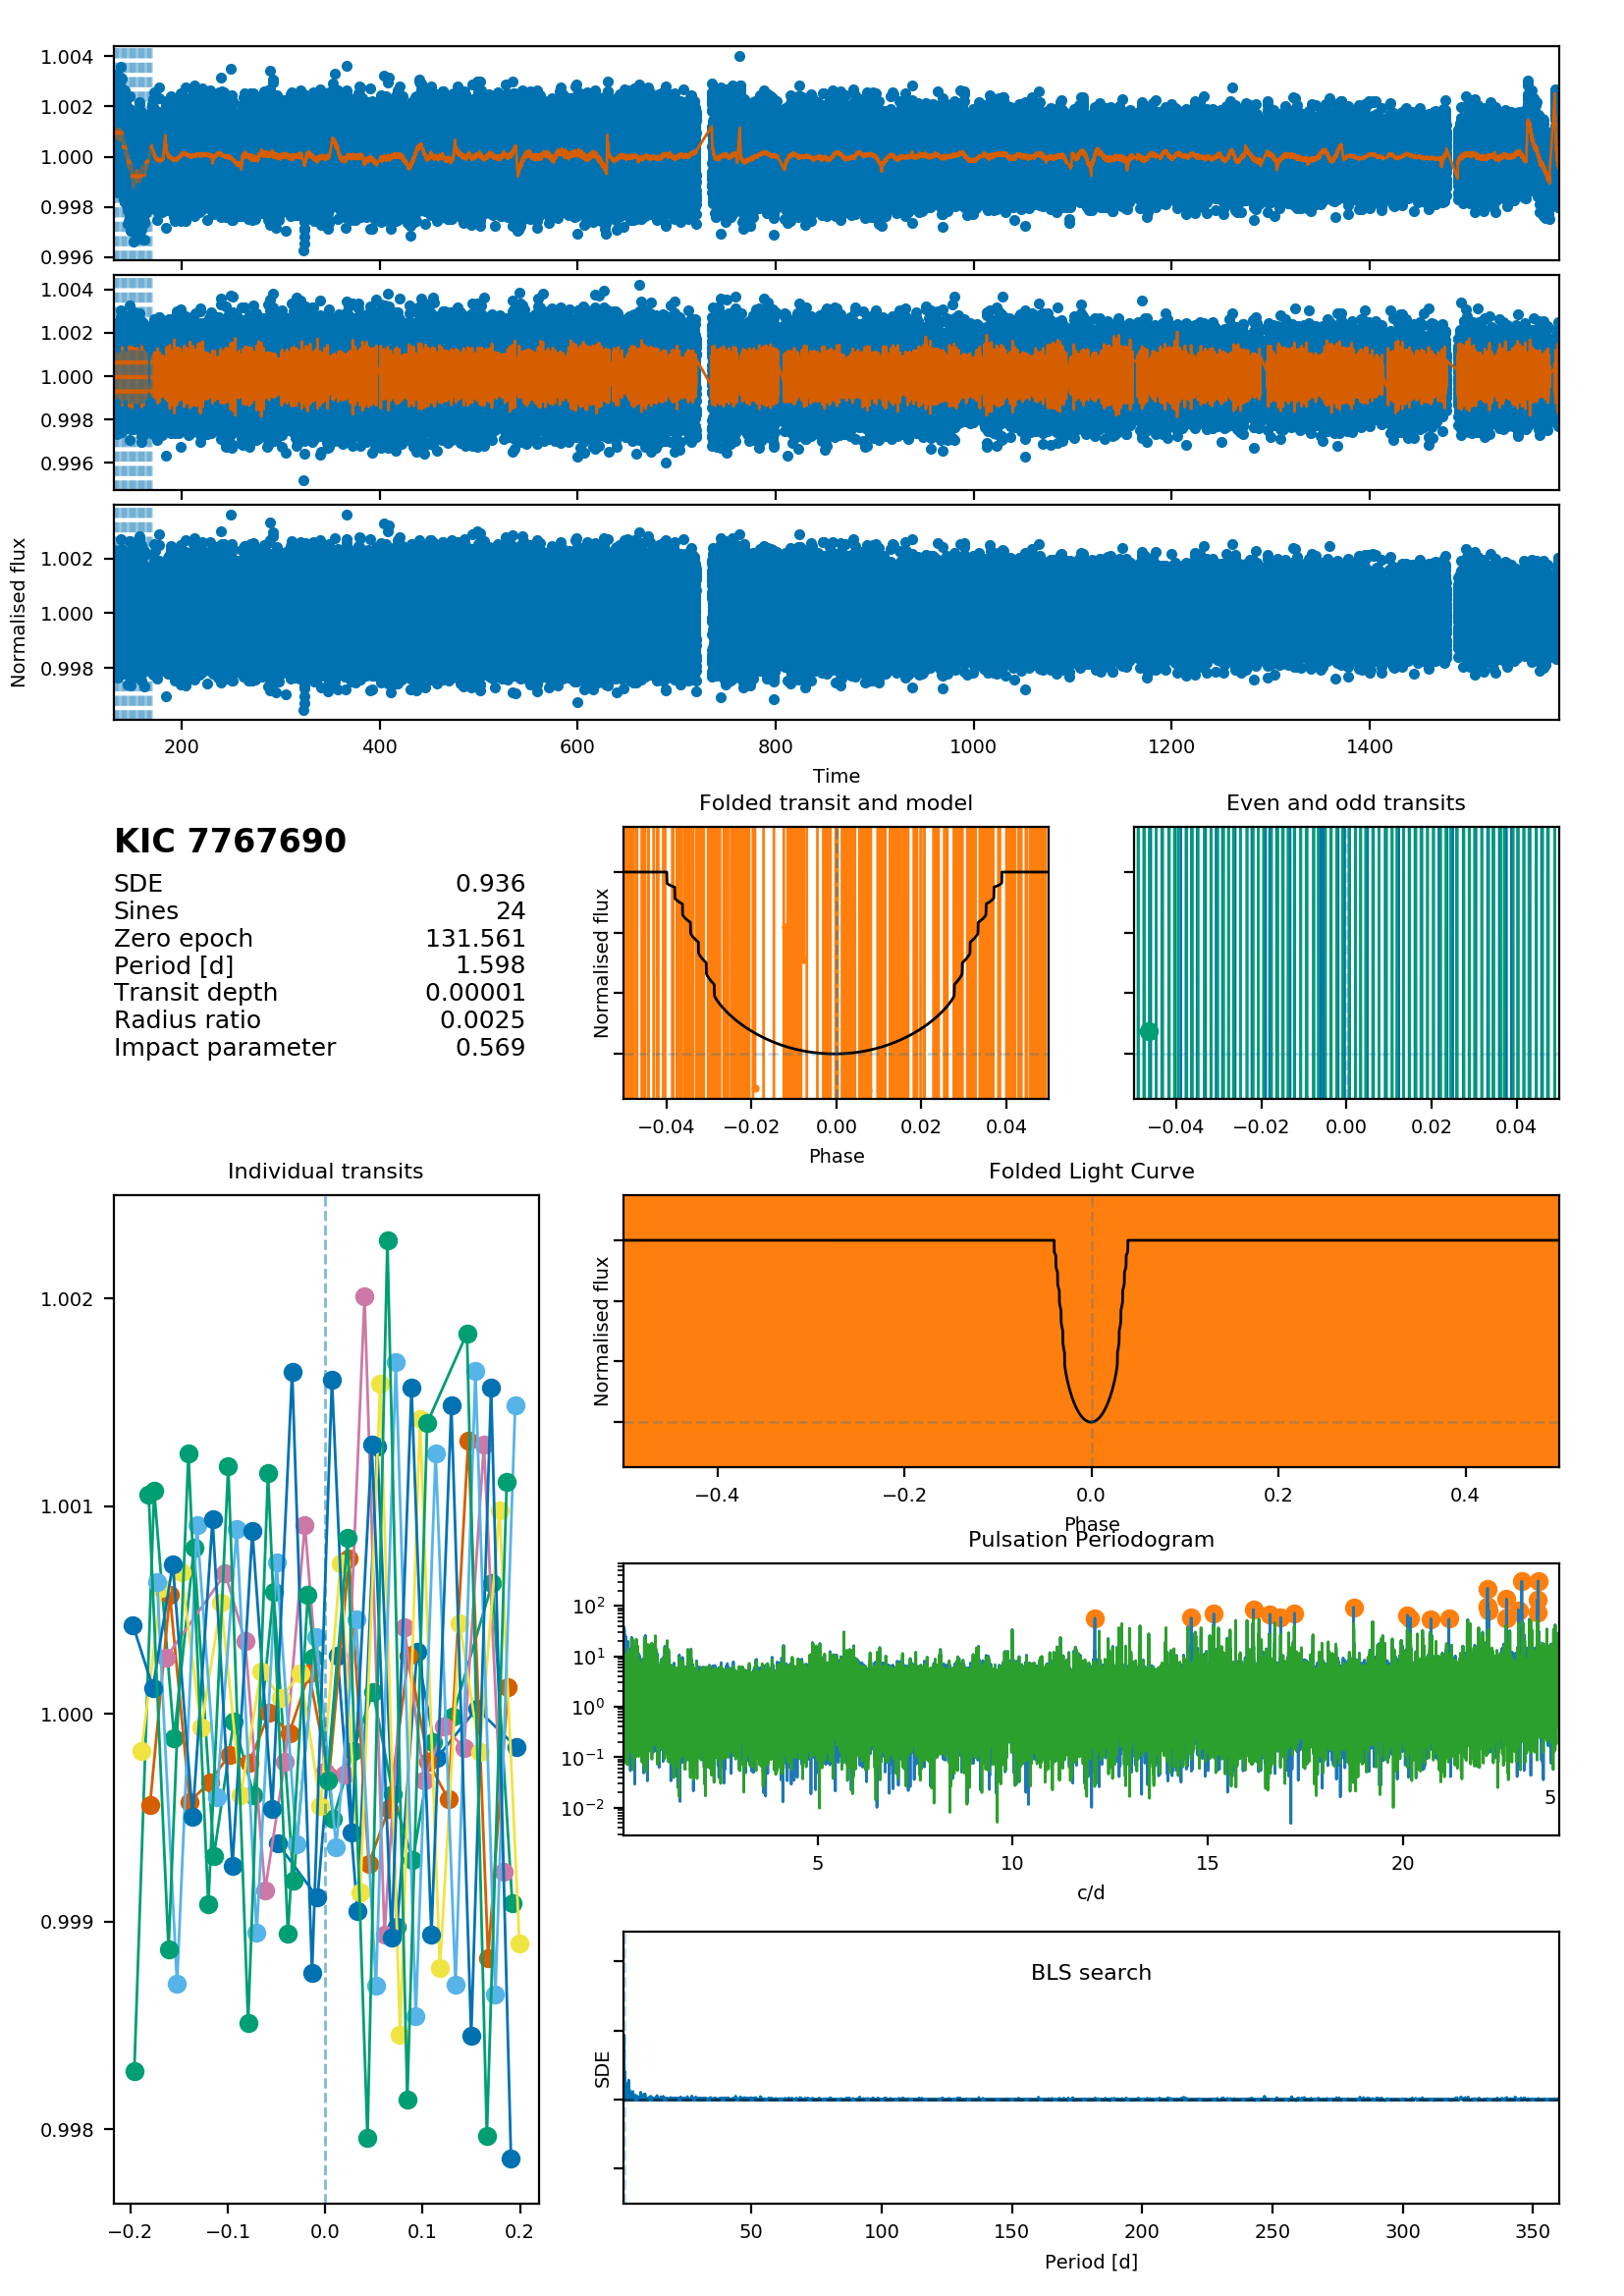 1.004
1.002
1.000
0.998
0.996
1.004
1.002
1.000
0.998
0.996
1.002
1.000
0.998
Normalised flux
200 400 600 800 1000 1200 1400
Time
KIC 7767690
SDE 0.936
Sines 24
Zero epoch 131.561
Period [d] 1.598
Transit depth 0.00001
Radius ratio 0.0025
Impact parameter 0.569
Folded transit and model
Normalised flux
−0.04 −0.02 0.00 0.02 0.04
Phase
Even and odd transits
−0.04 −0.02 0.00 0.02 0.04
Individual transits
1.002
1.001
1.000
0.999
0.998
−0.2 −0.1 0.0 0.1 0.2
Folded Light Curve
Normalised flux
−0.4 −0.2 0.0 0.2 0.4
Phase
Pulsation Periodogram
10²
10¹
10⁰
10⁻¹
10⁻²
5
5 10 15 20
c/d
BLS search
SDE
50 100 150 200 250 300 350
Period [d]